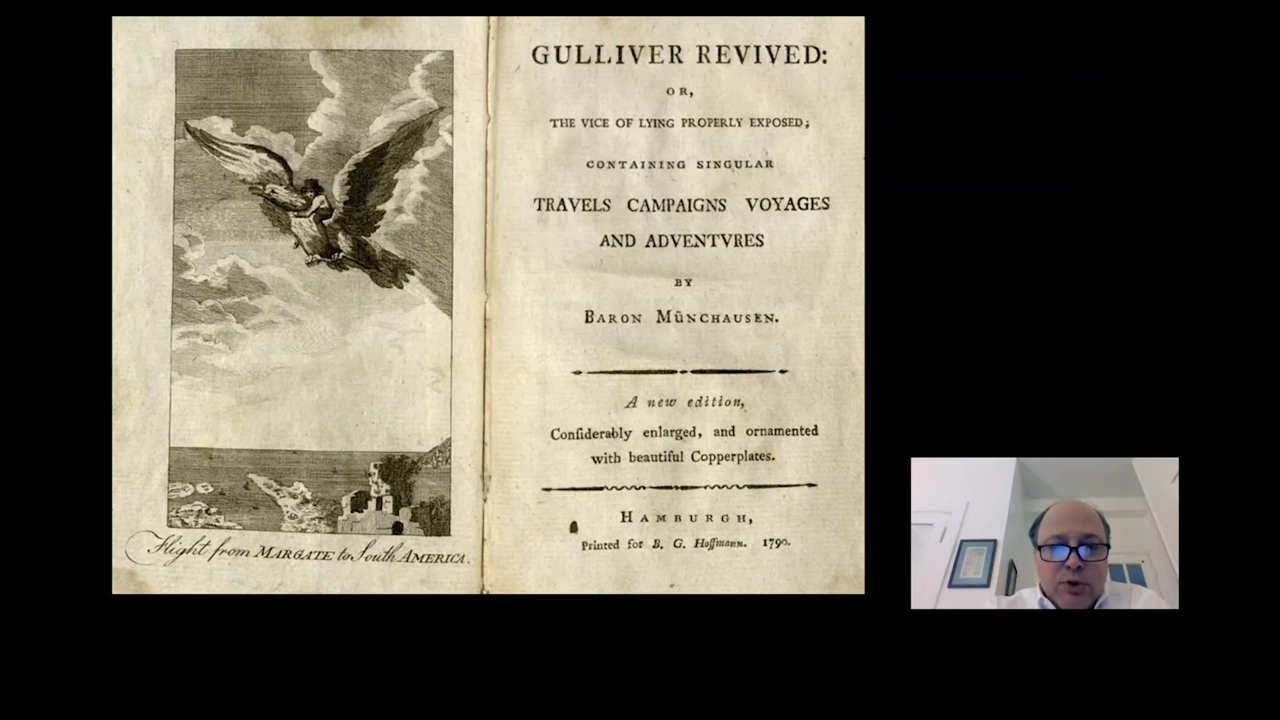 Flight from MARGATE to South AMERICA.
GULLIVER REVIVED:
OR,
THE VICE OF LYING PROPERLY EXPOSED;
CONTAINING SINGULAR
TRAVELS CAMPAIGNS VOYAGES
AND ADVENTVRES
BY
BARON MÜNCHAUSEN.
A new edition,
Conſiderably enlarged, and ornamented
with beautiful Copperplates.
HAMBURGH,
Printed for B. G. Hoffmann. 1790.